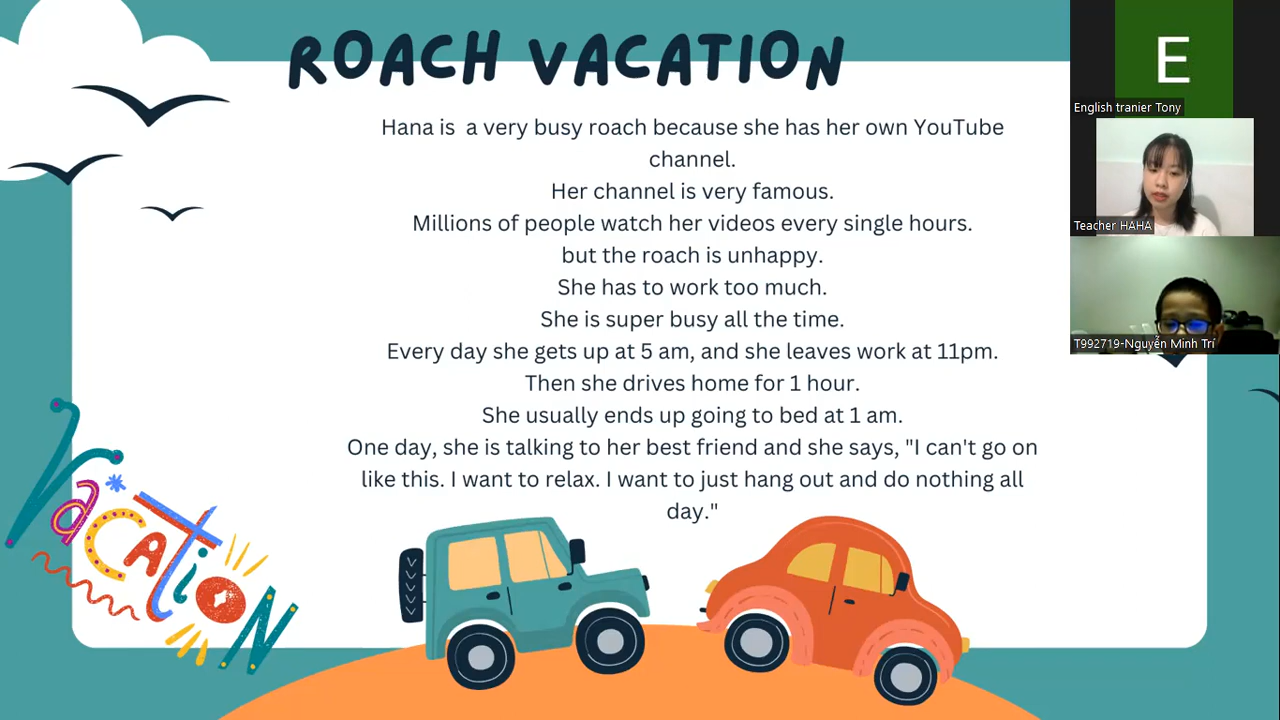 ROACH VACATION
Hana is  a very busy roach because she has her own YouTube
channel.
Her channel is very famous.
Millions of people watch her videos every single hours.
but the roach is unhappy.
She has to work too much.
She is super busy all the time.
Every day she gets up at 5 am, and she leaves work at 11pm.
Then she drives home for 1 hour.
She usually ends up going to bed at 1 am.
One day, she is talking to her best friend and she says, "I can't go on
like this. I want to relax. I want to just hang out and do nothing all
day."
Vacation
E
English tranier Tony
Teacher HAHA
T992719-Nguyễn Minh Trí